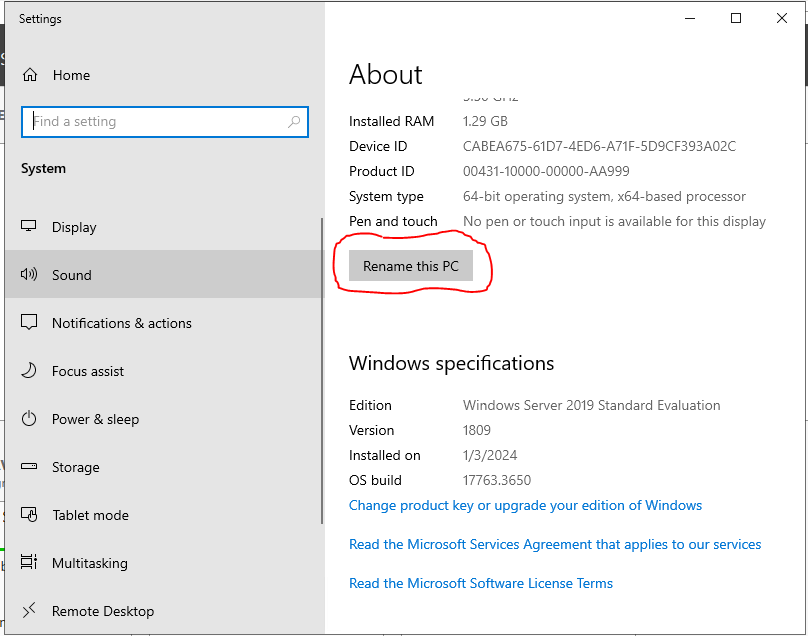 Settings
Home
Find a setting
System
Display
Sound
Notifications & actions
Focus assist
Power & sleep
Storage
Tablet mode
Multitasking
Remote Desktop
About
Installed RAM 1.29 GB
Device ID CABEA675-61D7-4ED6-A71F-5D9CF393A02C
Product ID 00431-10000-00000-AA999
System type 64-bit operating system, x64-based processor
Pen and touch No pen or touch input is available for this display
Rename this PC
Windows specifications
Edition Windows Server 2019 Standard Evaluation
Version 1809
Installed on 1/3/2024
OS build 17763.3650
Change product key or upgrade your edition of Windows
Read the Microsoft Services Agreement that applies to our services
Read the Microsoft Software License Terms